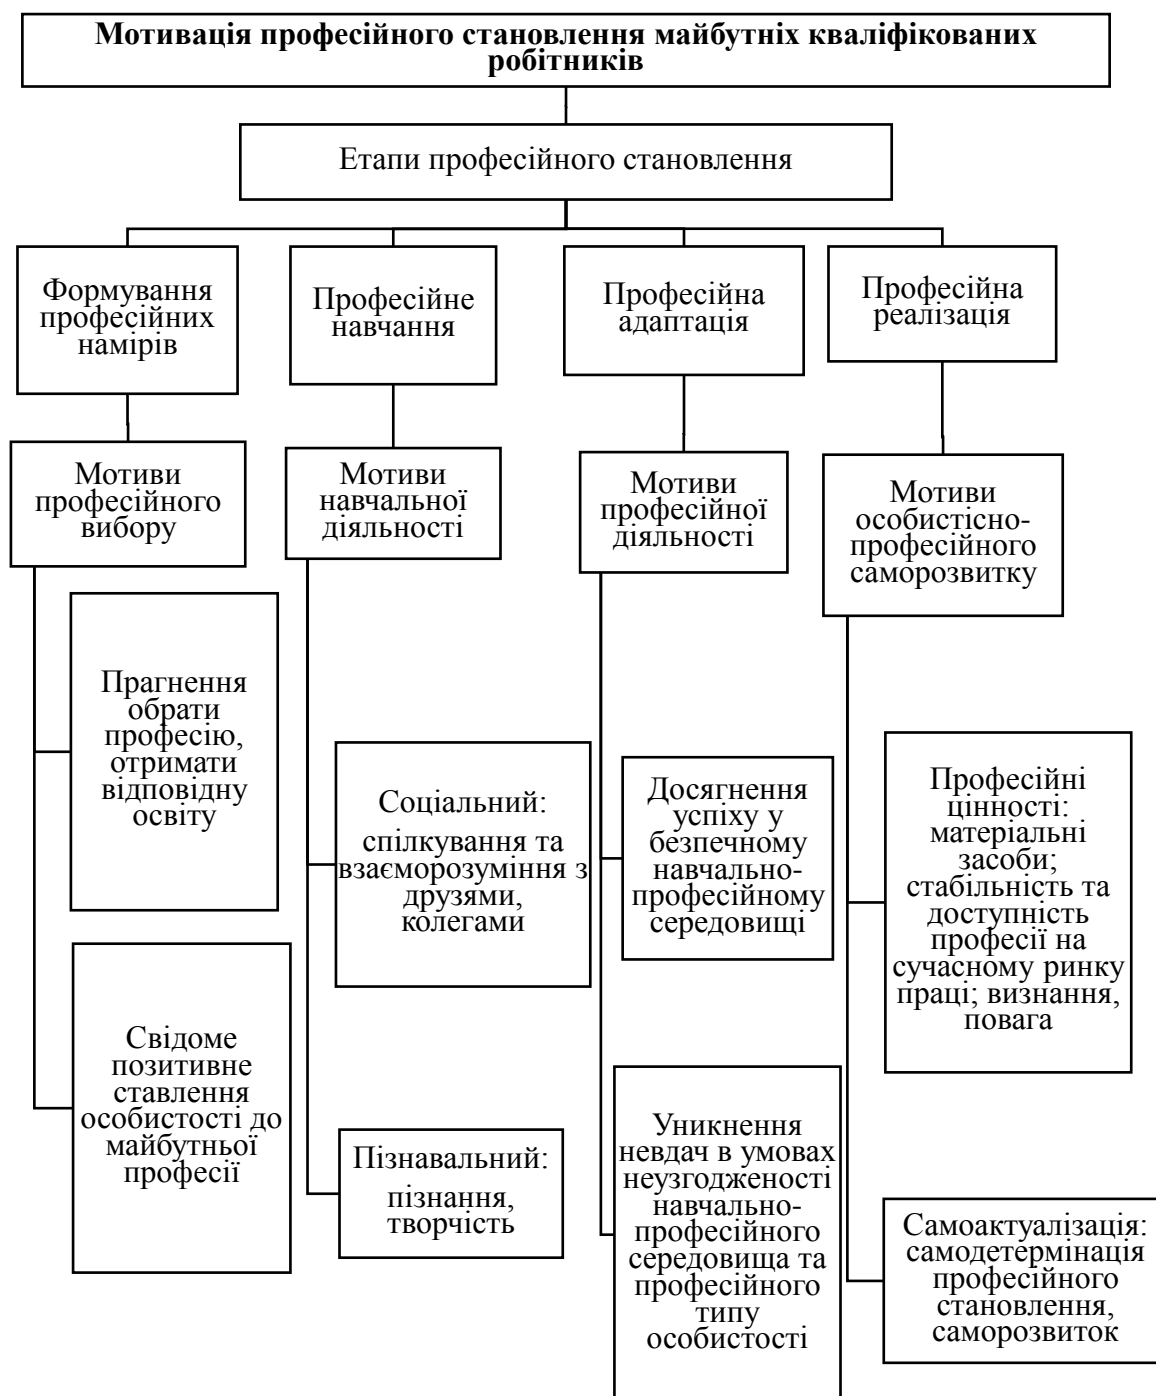 Мотивація професійного становлення майбутніх кваліфікованих
робітників
Етапи професійного становлення
Формування
професійних
намірів
Професійне
навчання
Професійна
адаптація
Професійна
реалізація
Мотиви
професійного
вибору
Мотиви
навчальної
діяльності
Мотиви
професійної
діяльності
Мотиви
особистісно-
професійного
саморозвитку
Прагнення
обрати
професію,
отримати
відповідну
освіту
Соціальний:
спілкування та
взаєморозуміння з
друзями,
колегами
Досягнення
успіху у
безпечному
навчально-
професійному
середовищі
Професійні
цінності:
матеріальні
засоби;
стабільність та
доступність
професії на
сучасному ринку
праці; визнання,
повага
Свідоме
позитивне
ставлення
особистості до
майбутньої
професії
Пізнавальний:
пізнання,
творчість
Уникнення
невдач в умовах
неузгодженості
навчально-
професійного
середовища та
професійного
типу
особистості
Самоактуалізація:
самодетермінація
професійного
становлення,
саморозвиток